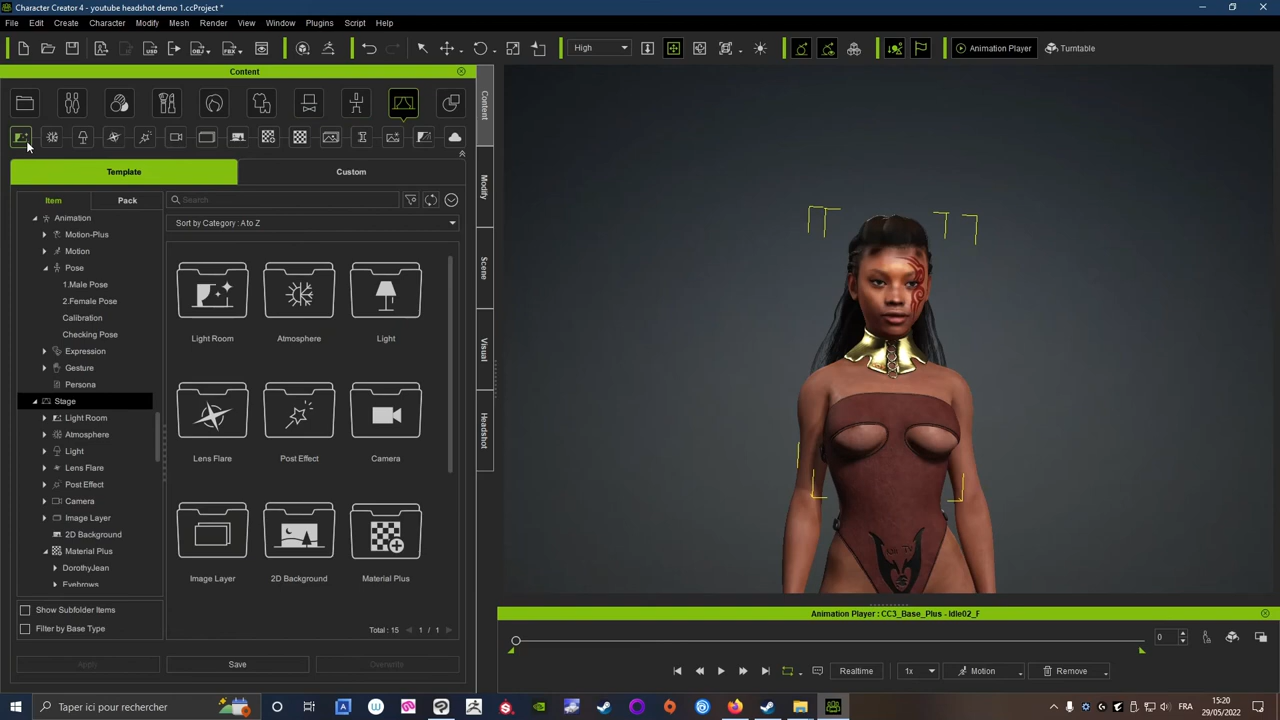 Character Creator 4 - youtube headshot demo 1.ccProject *
File Edit Create Character Modify Mesh Render View Window Plugins Script Help
High Animation Player Turntable
Content
Template Custom
Item Pack Search
Animation
Sort by Category : A to Z
Motion-Plus
Motion
Pose
1.Male Pose
2.Female Pose
Calibration
Checking Pose
Expression
Gesture
Persona
Stage
Light Room
Atmosphere
Light
Lens Flare
Post Effect
Camera
Image Layer
2D Background
Material Plus
DorothyJean
Eyebrows
Light Room Atmosphere Light
Lens Flare Post Effect Camera
Image Layer 2D Background Material Plus
Show Subfolder Items
Filter by Base Type
Total : 15 1 / 1
Apply Save Overwrite
Content
Modify
Scene
Visual
Headshot
Animation Player : CC3_Base_Plus - Idle02_F
0
Realtime 1x Motion Remove
Taper ici pour rechercher
FRA
15:20
29/05/2022